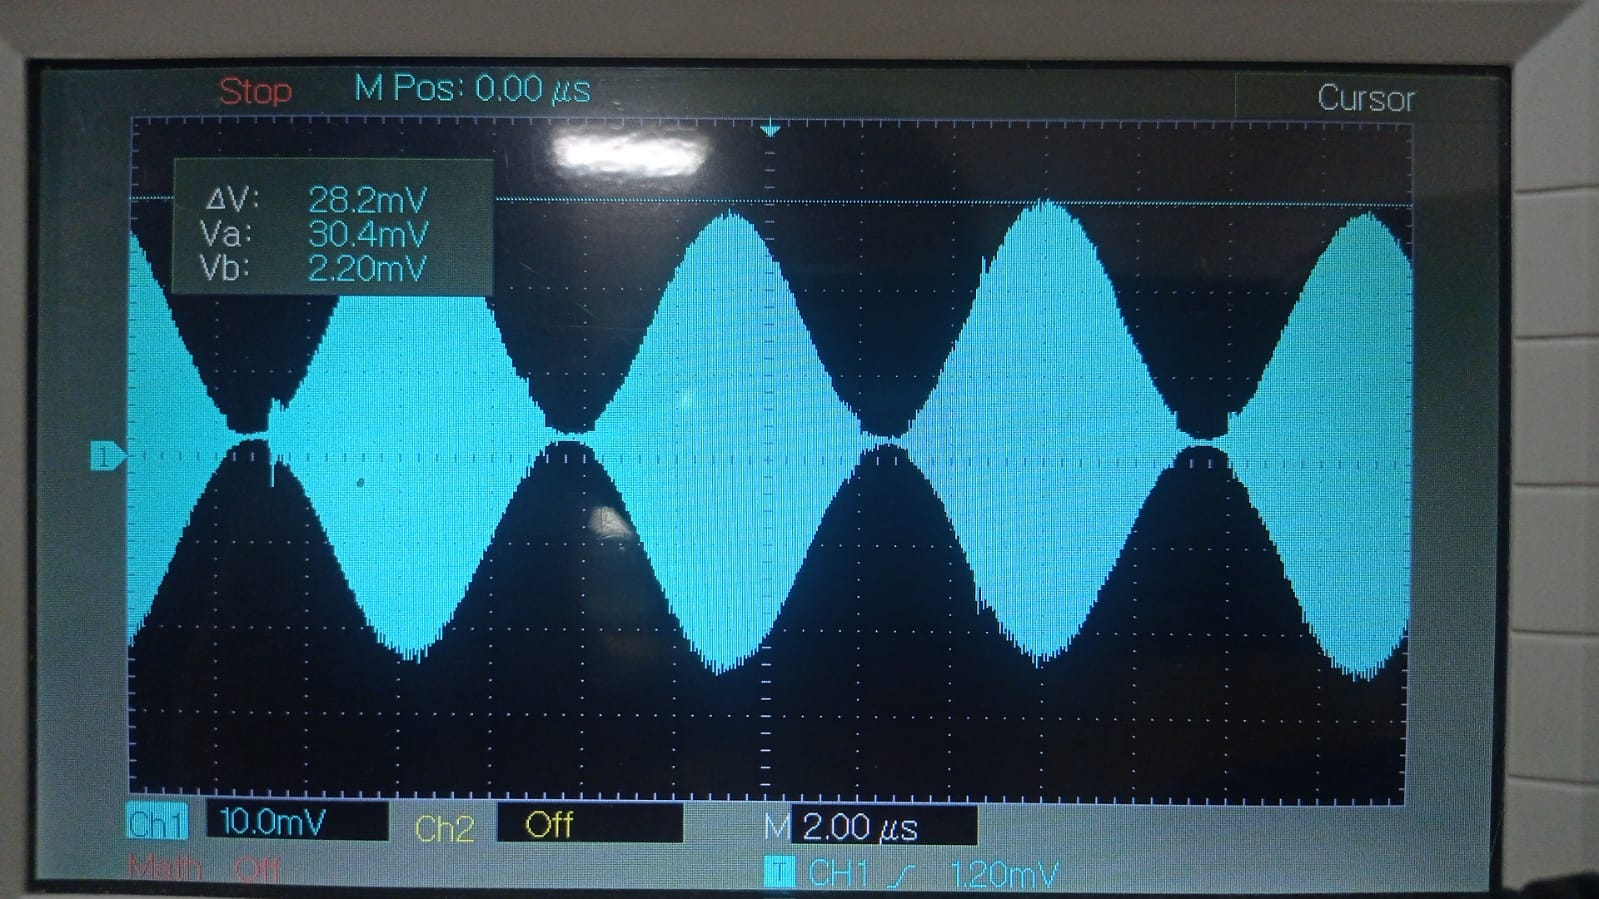 Stop M Pos: 0.00 μs Cursor
ΔV: 28.2mV
Va: 30.4mV
Vb: 2.20mV
1
Ch1 10.0mV Ch2 Off M 2.00 μs
Math Off T CH1 1.20mV